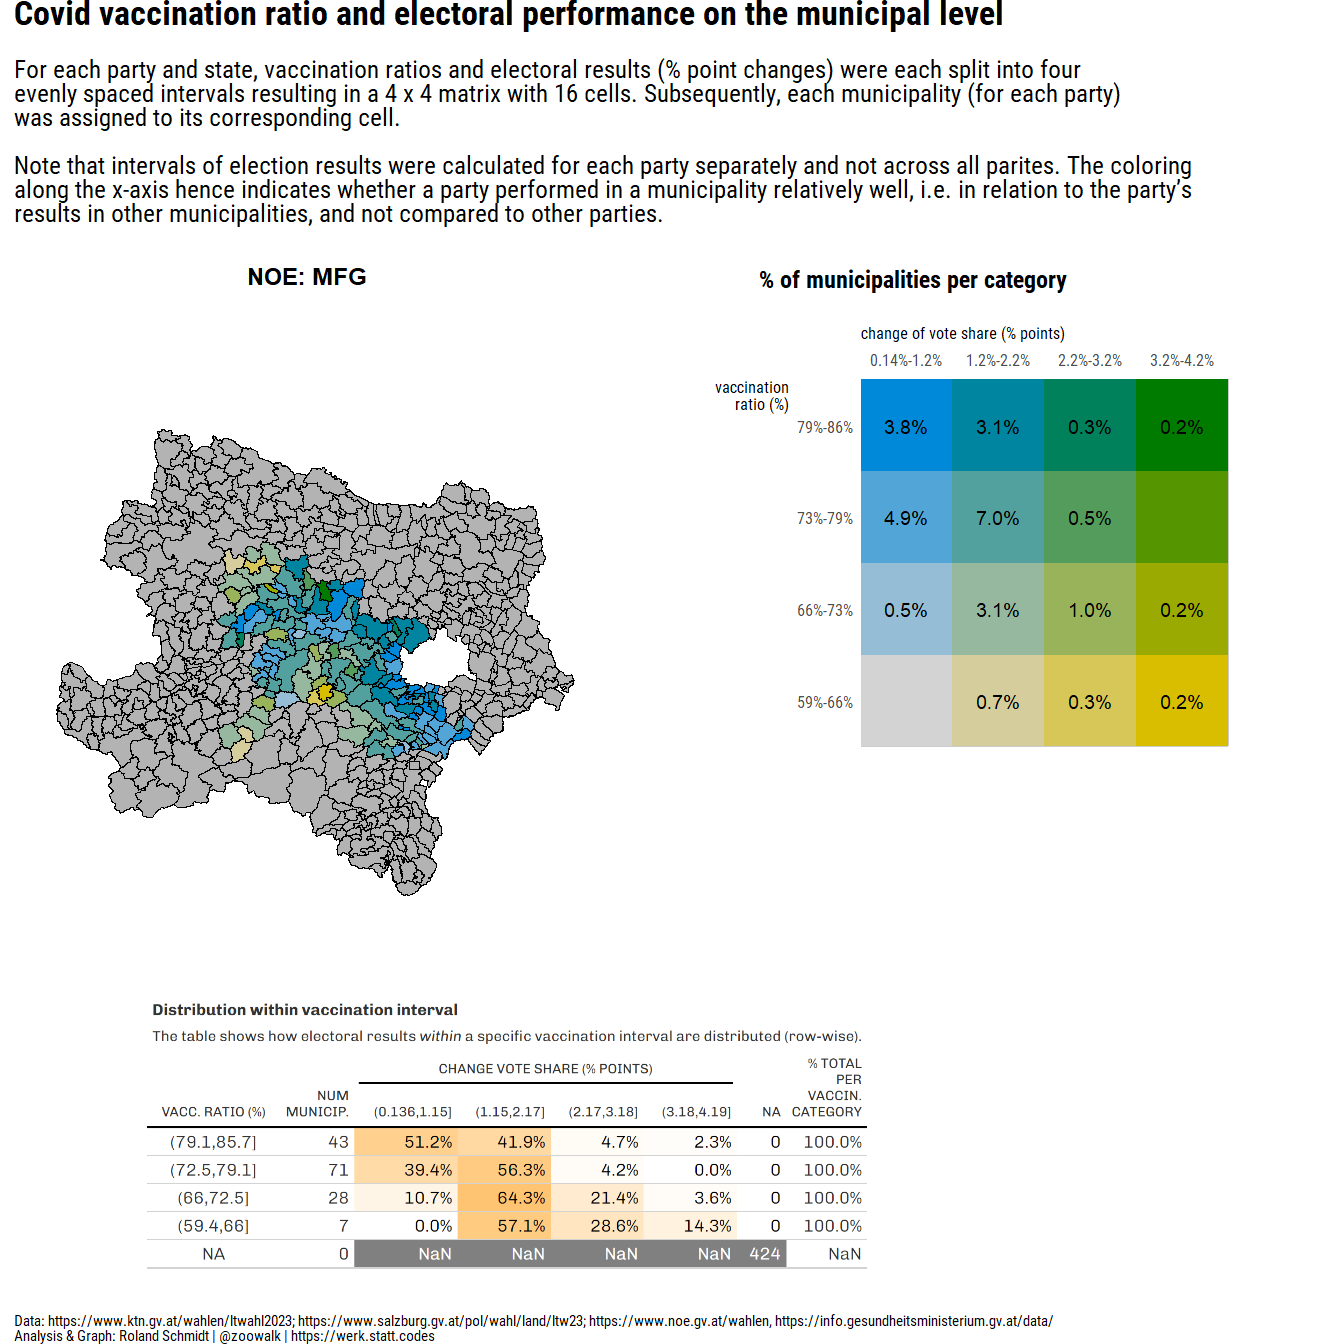 Covid vaccination ratio and electoral performance on the municipal level
For each party and state, vaccination ratios and electoral results (% point changes) were each split into four
evenly spaced intervals resulting in a 4 x 4 matrix with 16 cells. Subsequently, each municipality (for each party)
was assigned to its corresponding cell.
Note that intervals of election results were calculated for each party separately and not across all parites. The coloring
along the x-axis hence indicates whether a party performed in a municipality relatively well, i.e. in relation to the party's
results in other municipalities, and not compared to other parties.
NOE: MFG
% of municipalities per category
change of vote share (% points)
0.14%-1.2% 1.2%-2.2% 2.2%-3.2% 3.2%-4.2%
vaccination
ratio (%)
79%-86% 3.8% 3.1% 0.3% 0.2%
73%-79% 4.9% 7.0% 0.5%
66%-73% 0.5% 3.1% 1.0% 0.2%
59%-66% 0.7% 0.3% 0.2%
Distribution within vaccination interval
The table shows how electoral results within a specific vaccination interval are distributed (row-wise).
CHANGE VOTE SHARE (% POINTS)
VACC. RATIO (%) NUM MUNICIP. (0.136,1.15] (1.15,2.17] (2.17,3.18] (3.18,4.19] NA % TOTAL PER VACCIN. CATEGORY
(79.1,85.7] 43 51.2% 41.9% 4.7% 2.3% 0 100.0%
(72.5,79.1] 71 39.4% 56.3% 4.2% 0.0% 0 100.0%
(66,72.5] 28 10.7% 64.3% 21.4% 3.6% 0 100.0%
(59.4,66] 7 0.0% 57.1% 28.6% 14.3% 0 100.0%
NA 0 NaN NaN NaN NaN 424 NaN
Data: https://www.ktn.gv.at/wahlen/ltwahl2023; https://www.salzburg.gv.at/pol/wahl/land/ltw23; https://www.noe.gv.at/wahlen, https://info.gesundheitsministerium.gv.at/data/
Analysis & Graph: Roland Schmidt | @zoowalk | https://werk.statt.codes